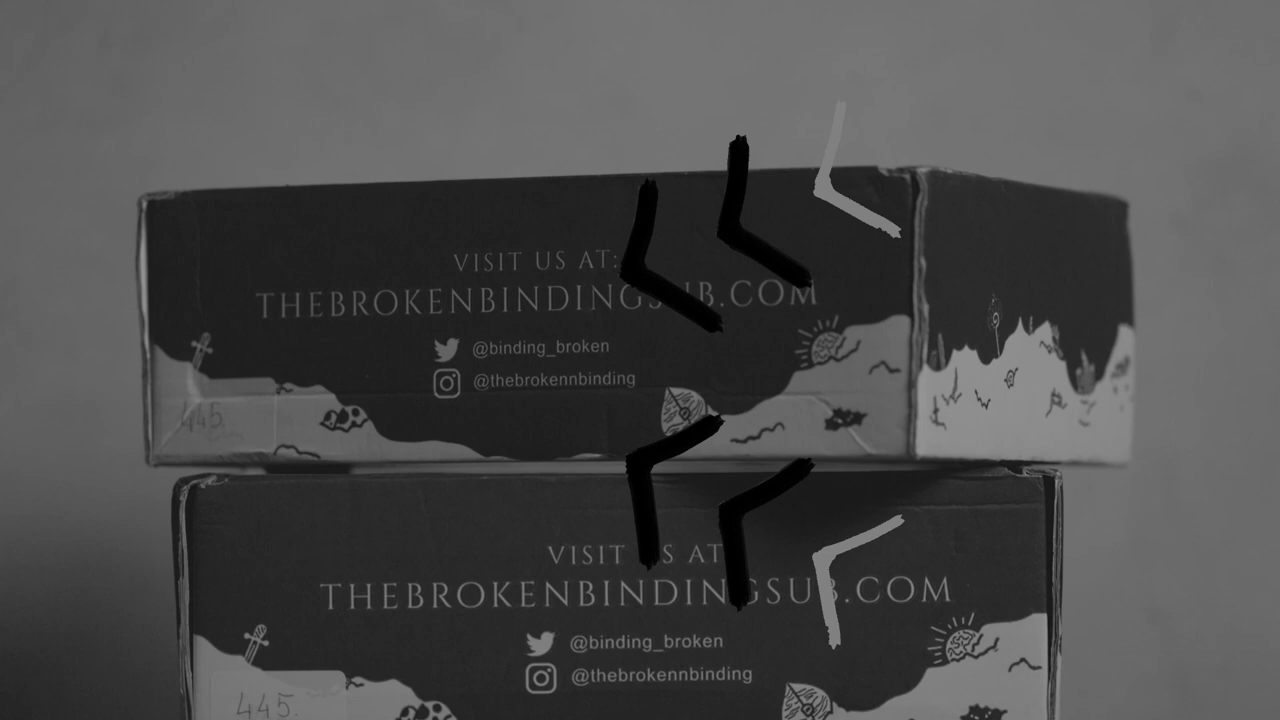 VISIT US AT:
THEBROKENBINDINGSUB.COM
@binding_broken
@thebrokennbinding
445.
VISIT US AT
THEBROKENBINDINGSUB.COM
@binding_broken
@thebrokennbinding
445.